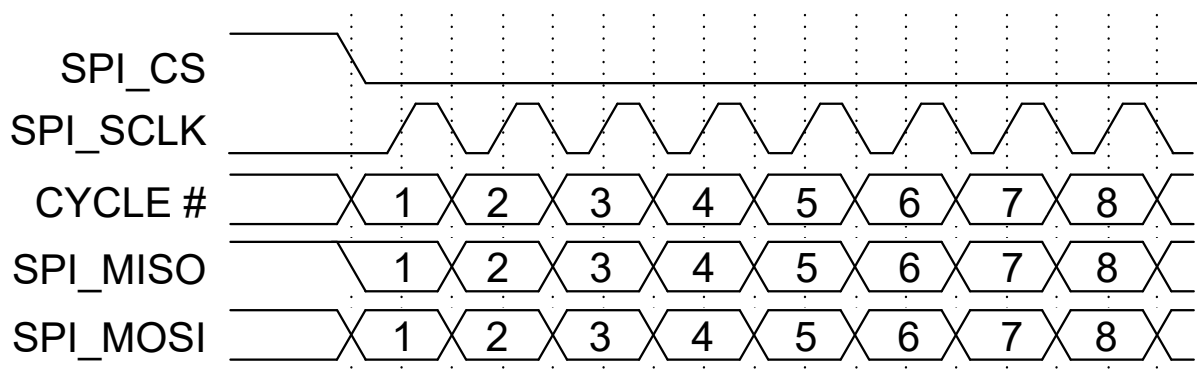 SPI_CS
SPI_SCLK
CYCLE # 1 2 3 4 5 6 7 8
SPI_MISO 1 2 3 4 5 6 7 8
SPI_MOSI 1 2 3 4 5 6 7 8